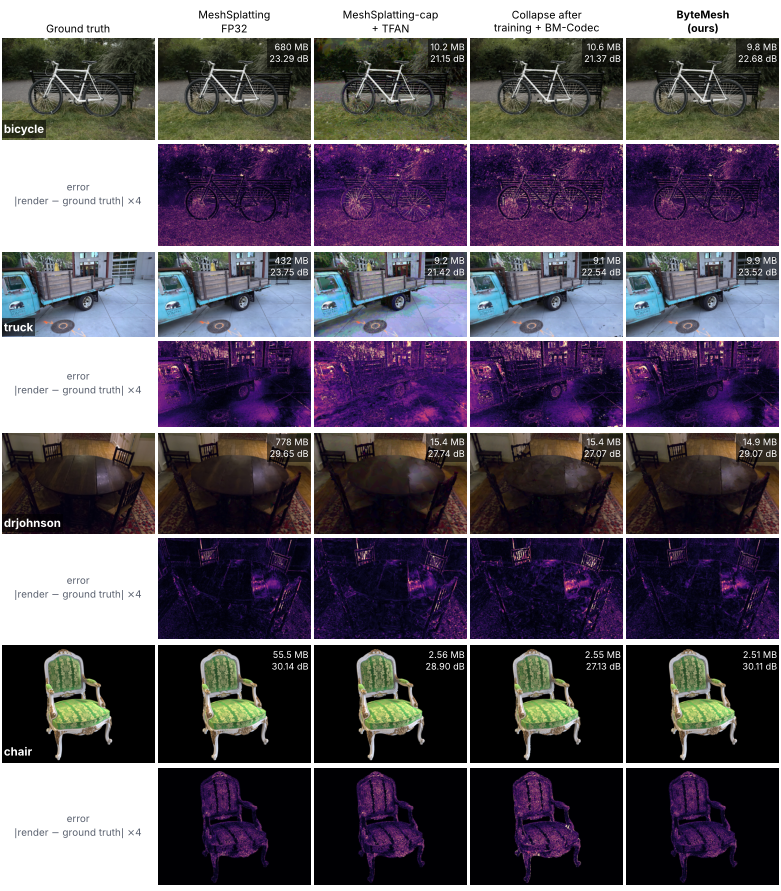 Ground truth
MeshSplatting
FP32
MeshSplatting-cap
+ TFAN
Collapse after
training + BM-Codec
ByteMesh
(ours)
bicycle
680 MB
23.29 dB
10.2 MB
21.15 dB
10.6 MB
21.37 dB
9.8 MB
22.68 dB
error
|render − ground truth| ×4
truck
432 MB
23.75 dB
9.2 MB
21.42 dB
9.1 MB
22.54 dB
9.9 MB
23.52 dB
error
|render − ground truth| ×4
drjohnson
778 MB
29.65 dB
15.4 MB
27.74 dB
15.4 MB
27.07 dB
14.9 MB
29.07 dB
error
|render − ground truth| ×4
chair
55.5 MB
30.14 dB
2.56 MB
28.90 dB
2.55 MB
27.13 dB
2.51 MB
30.11 dB
error
|render − ground truth| ×4